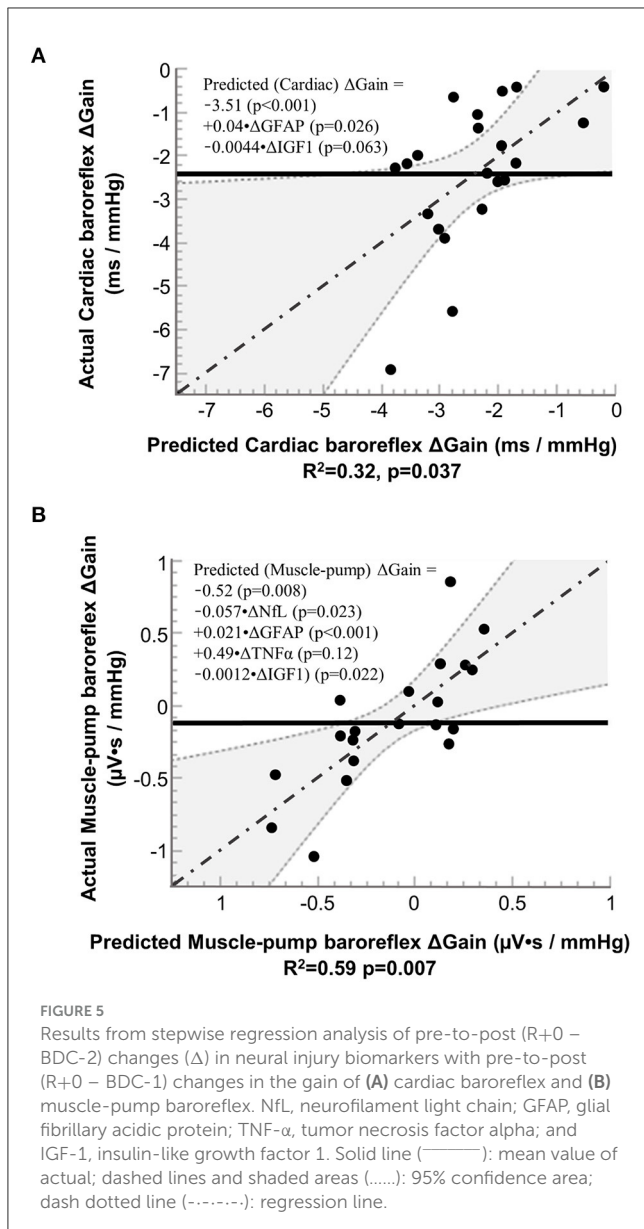 A
Actual Cardiac baroreflex ΔGain
(ms / mmHg)
0
-1
-2
-3
-4
-5
-6
-7
Predicted (Cardiac) ΔGain =
-3.51 (p<0.001)
+0.04•ΔGFAP (p=0.026)
-0.0044•ΔIGF1 (p=0.063)
-7 -6 -5 -4 -3 -2 -1 0
Predicted Cardiac baroreflex ΔGain (ms / mmHg)
R²=0.32, p=0.037
B
Actual Muscle-pump baroreflex ΔGain
(µV•s / mmHg)
1
0.5
0
-0.5
-1
Predicted (Muscle-pump) ΔGain =
-0.52 (p=0.008)
-0.057•ΔNfL (p=0.023)
+0.021•ΔGFAP (p<0.001)
+0.49•ΔTNFα (p=0.12)
-0.0012•ΔIGF1) (p=0.022)
1 -0.5 0 0.5 1
Predicted Muscle-pump baroreflex ΔGain (µV•s / mmHg)
R²=0.59 p=0.007
FIGURE 5
Results from stepwise regression analysis of pre-to-post (R+0 –
BDC-2) changes (Δ) in neural injury biomarkers with pre-to-post
(R+0 – BDC-1) changes in the gain of (A) cardiac baroreflex and (B)
muscle-pump baroreflex. NfL, neurofilament light chain; GFAP, glial
fibrillary acidic protein; TNF-α, tumor necrosis factor alpha; and
IGF-1, insulin-like growth factor 1. Solid line (———): mean value of
actual; dashed lines and shaded areas (......): 95% confidence area;
dash dotted line (-.-.-.-.): regression line.